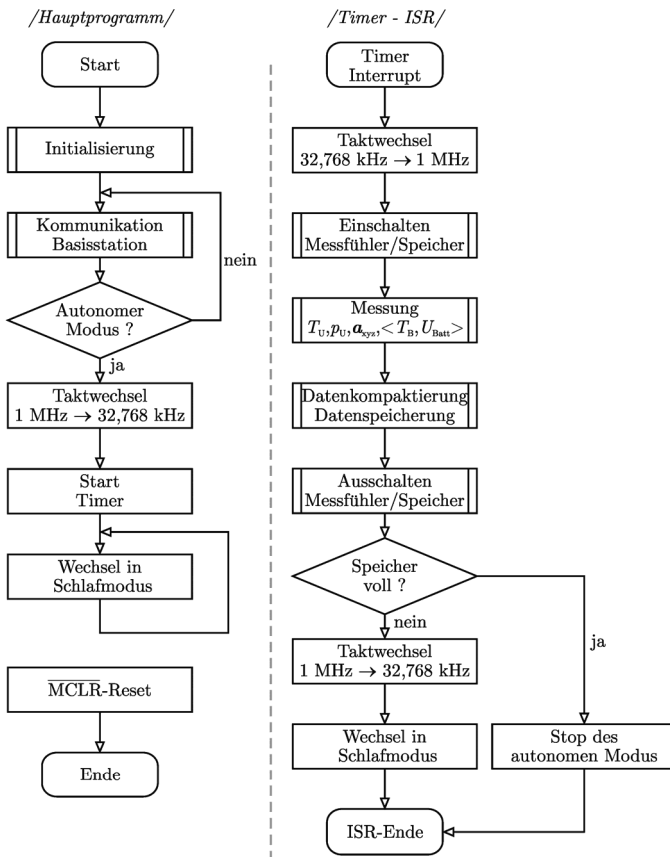 /Hauptprogramm/
Start
Initialisierung
Kommunikation
Basisstation
nein
Autonomer
Modus ?
ja
Taktwechsel
1 MHz → 32,768 kHz
Start
Timer
Wechsel in
Schlafmodus
M̅C̅L̅R̅-Reset
Ende
/Timer - ISR/
Timer
Interrupt
Taktwechsel
32,768 kHz → 1 MHz
Einschalten
Messfühler/Speicher
Messung
T_U, p_U, a_xyz, < T_B, U_Batt >
Datenkompaktierung
Datenspeicherung
Ausschalten
Messfühler/Speicher
Speicher
voll ?
nein
ja
Taktwechsel
1 MHz → 32,768 kHz
Wechsel in
Schlafmodus
Stop des
autonomen Modus
ISR-Ende